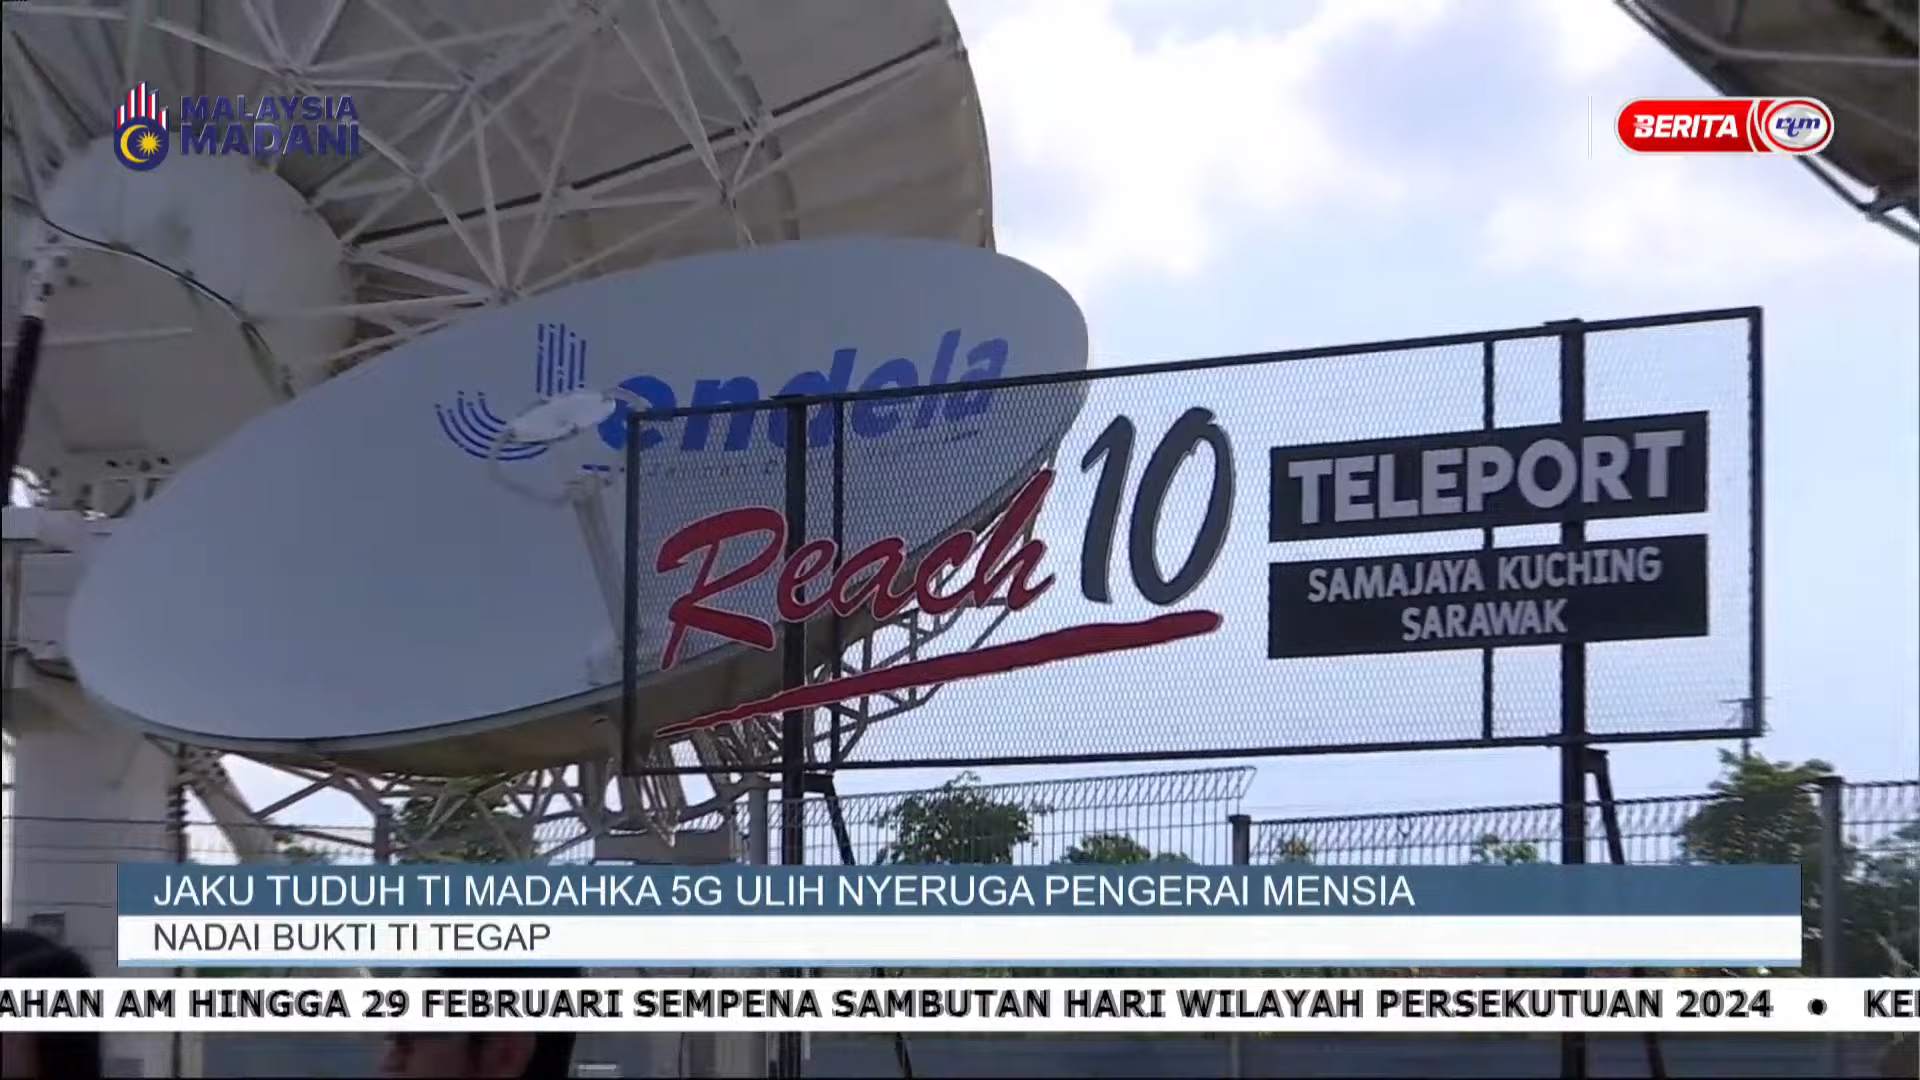 MALAYSIA
MADANI
BERITA rtm
Jendela
Reach 10
TELEPORT
SAMAJAYA KUCHING
SARAWAK
JAKU TUDUH TI MADAHKA 5G ULIH NYERUGA PENGERAI MENSIA
NADAI BUKTI TI TEGAP
AHAN AM HINGGA 29 FEBRUARI SEMPENA SAMBUTAN HARI WILAYAH PERSEKUTUAN 2024 •